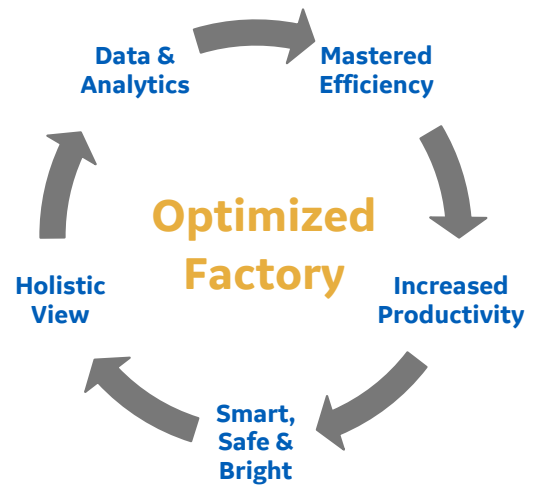 Data &
Analytics
Mastered
Efficiency
Optimized
Factory
Holistic
View
Increased
Productivity
Smart,
Safe &
Bright